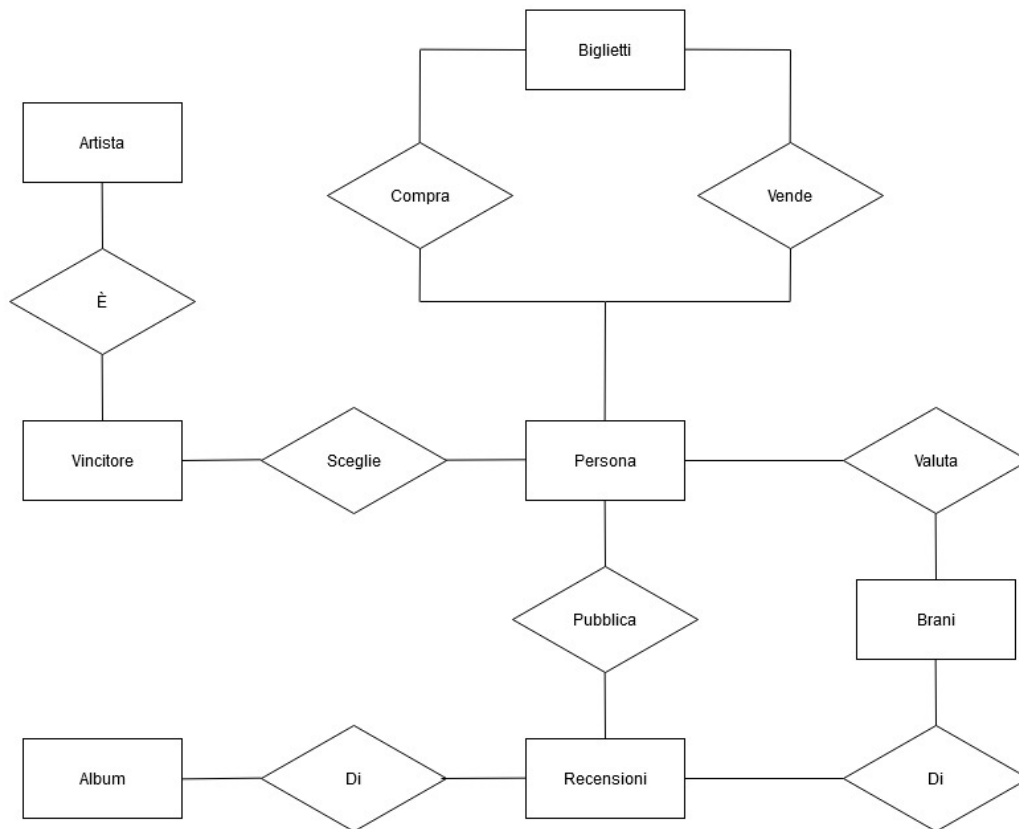 Biglietti
Artista
Compra
Vende
È
Vincitore
Sceglie
Persona
Valuta
Pubblica
Brani
Album
Di
Recensioni
Di